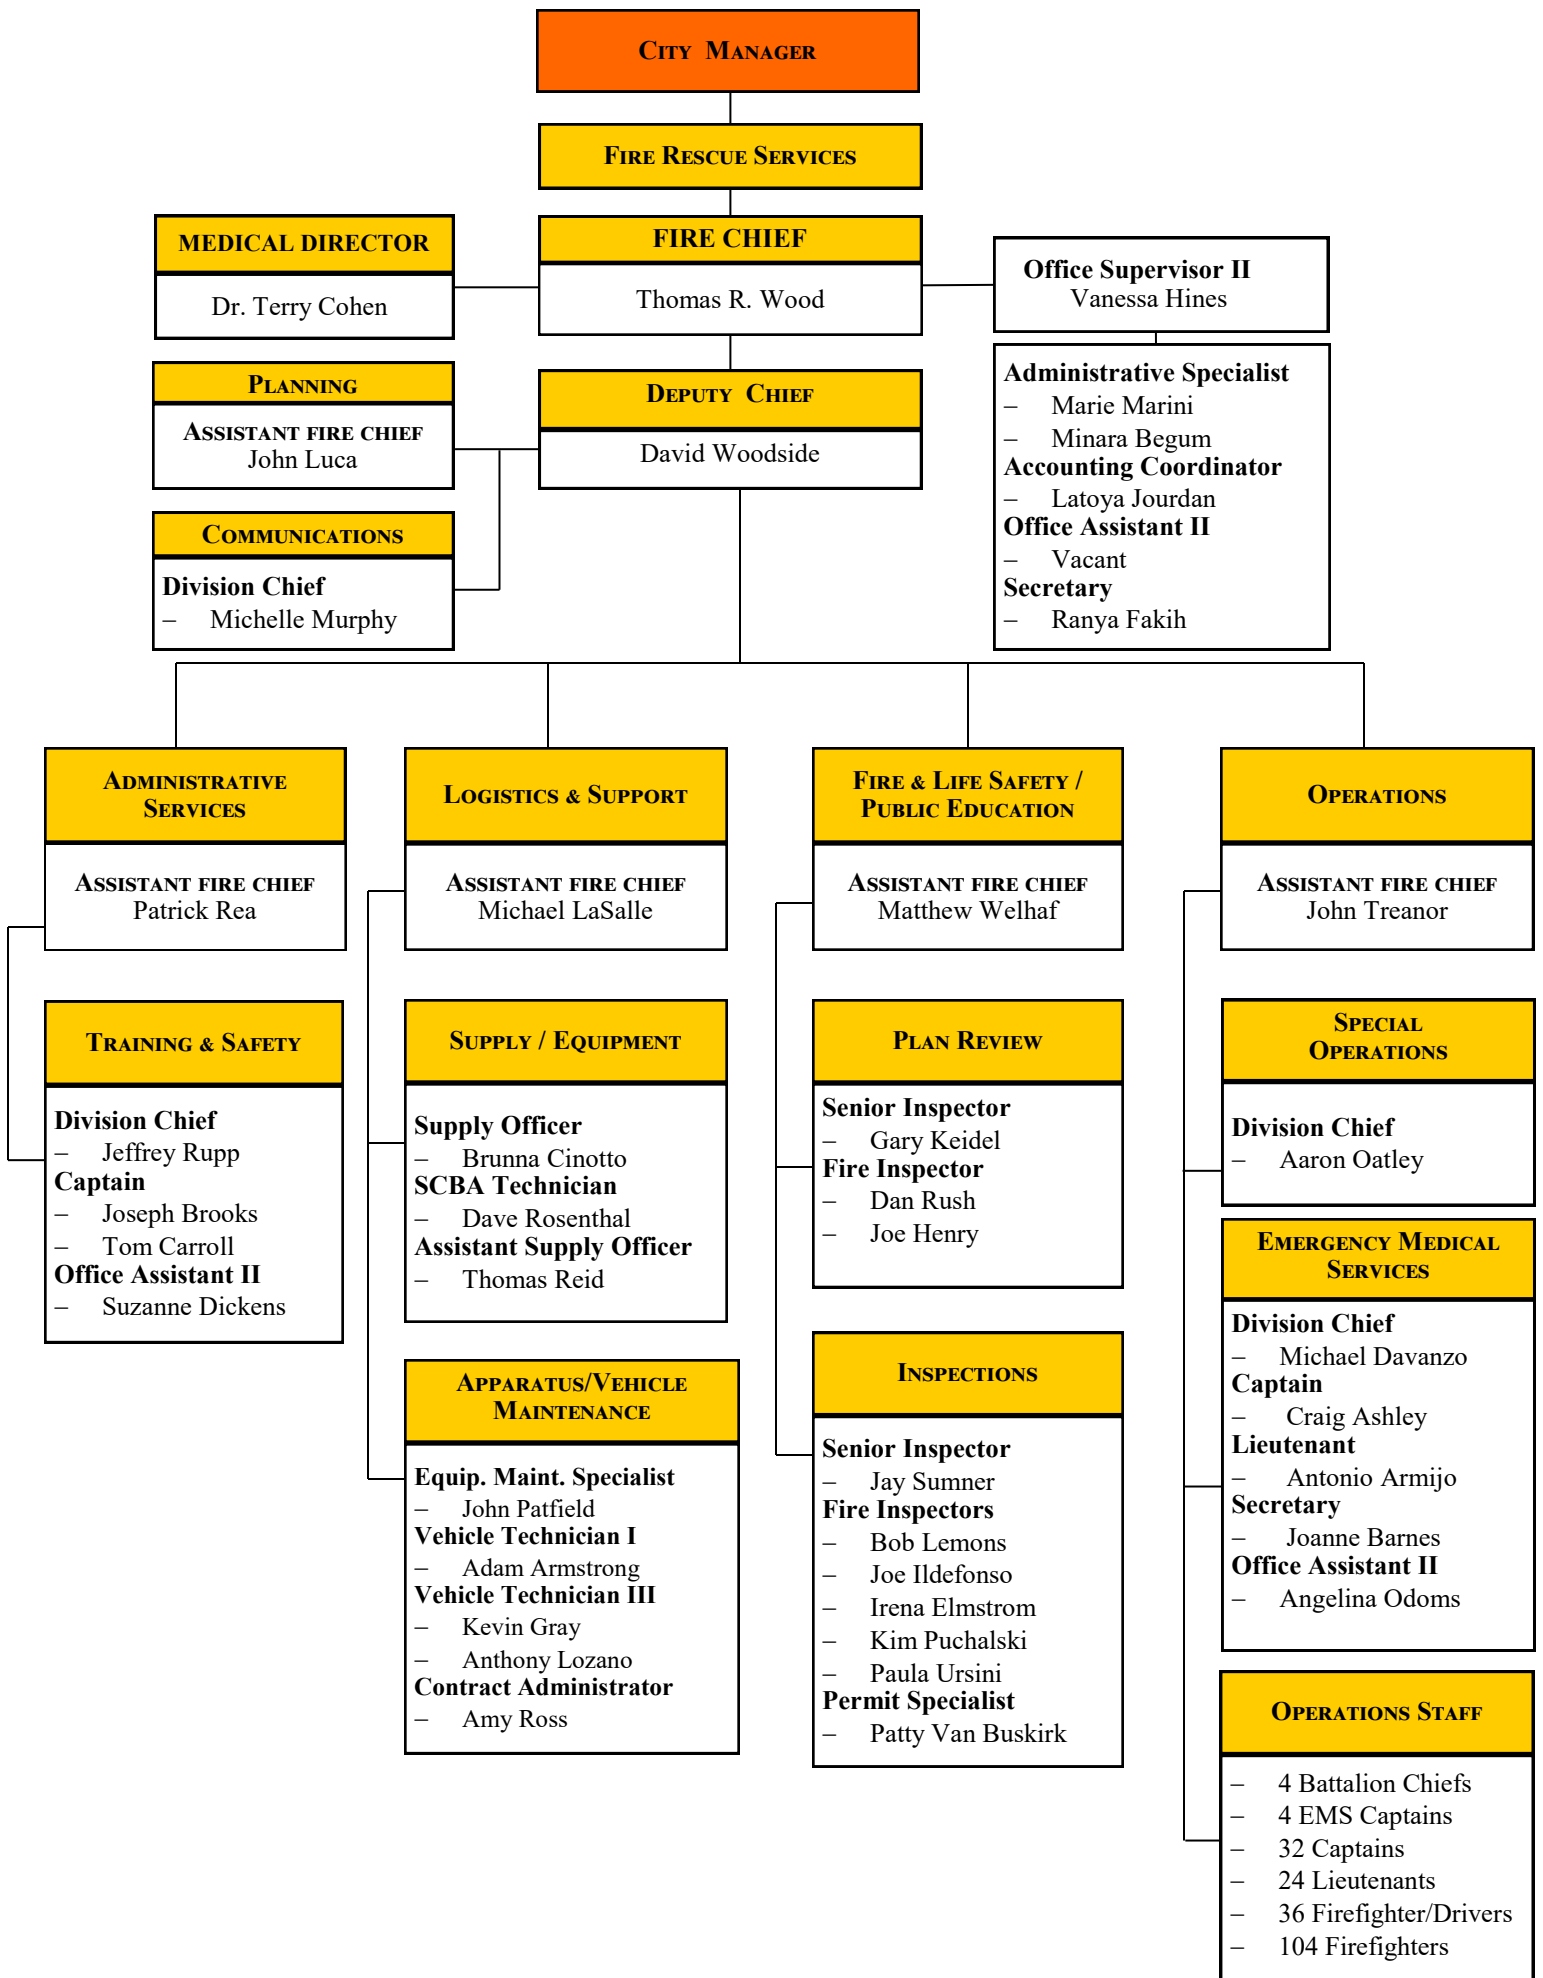 CITY MANAGER
FIRE RESCUE SERVICES
MEDICAL DIRECTOR
Dr. Terry Cohen
FIRE CHIEF
Thomas R. Wood
Office Supervisor II
Vanessa Hines
Administrative Specialist
– Marie Marini
– Minara Begum
Accounting Coordinator
– Latoya Jourdan
Office Assistant II
– Vacant
Secretary
– Ranya Fakih
PLANNING
ASSISTANT FIRE CHIEF
John Luca
DEPUTY CHIEF
David Woodside
COMMUNICATIONS
Division Chief
– Michelle Murphy
ADMINISTRATIVE
SERVICES
ASSISTANT FIRE CHIEF
Patrick Rea
TRAINING & SAFETY
Division Chief
– Jeffrey Rupp
Captain
– Joseph Brooks
– Tom Carroll
Office Assistant II
– Suzanne Dickens
LOGISTICS & SUPPORT
ASSISTANT FIRE CHIEF
Michael LaSalle
SUPPLY / EQUIPMENT
Supply Officer
– Brunna Cinotto
SCBA Technician
– Dave Rosenthal
Assistant Supply Officer
– Thomas Reid
APPARATUS/VEHICLE
MAINTENANCE
Equip. Maint. Specialist
– John Patfield
Vehicle Technician I
– Adam Armstrong
Vehicle Technician III
– Kevin Gray
– Anthony Lozano
Contract Administrator
– Amy Ross
FIRE & LIFE SAFETY /
PUBLIC EDUCATION
ASSISTANT FIRE CHIEF
Matthew Welhaf
PLAN REVIEW
Senior Inspector
– Gary Keidel
Fire Inspector
– Dan Rush
– Joe Henry
INSPECTIONS
Senior Inspector
– Jay Sumner
Fire Inspectors
– Bob Lemons
– Joe Ildefonso
– Irena Elmstrom
– Kim Puchalski
– Paula Ursini
Permit Specialist
– Patty Van Buskirk
OPERATIONS
ASSISTANT FIRE CHIEF
John Treanor
SPECIAL
OPERATIONS
Division Chief
– Aaron Oatley
EMERGENCY MEDICAL
SERVICES
Division Chief
– Michael Davanzo
Captain
– Craig Ashley
Lieutenant
– Antonio Armijo
Secretary
– Joanne Barnes
Office Assistant II
– Angelina Odoms
OPERATIONS STAFF
– 4 Battalion Chiefs
– 4 EMS Captains
– 32 Captains
– 24 Lieutenants
– 36 Firefighter/Drivers
– 104 Firefighters